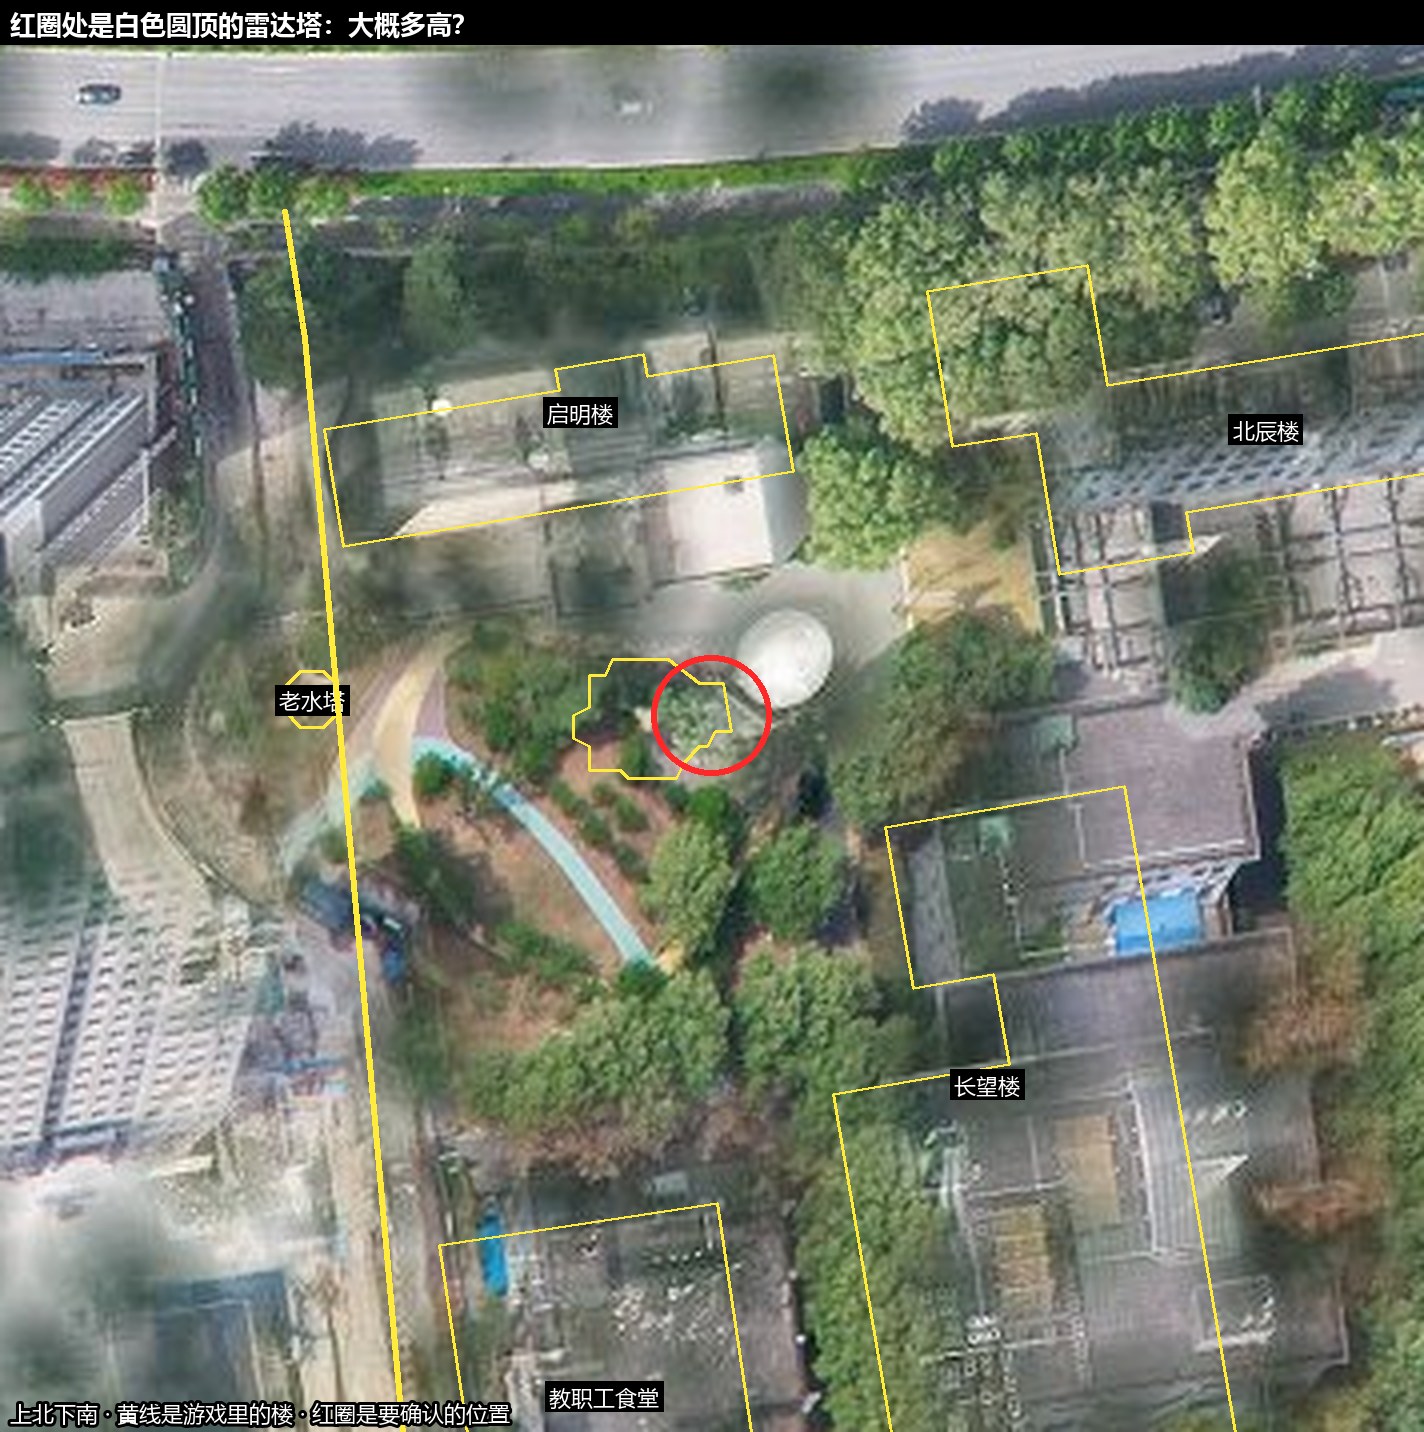 红圈处是白色圆顶的雷达塔：大概多高？
启明楼
北辰楼
老水塔
长望楼
教职工食堂
上北下南 · 黄线是游戏里的楼 · 红圈是要确认的位置